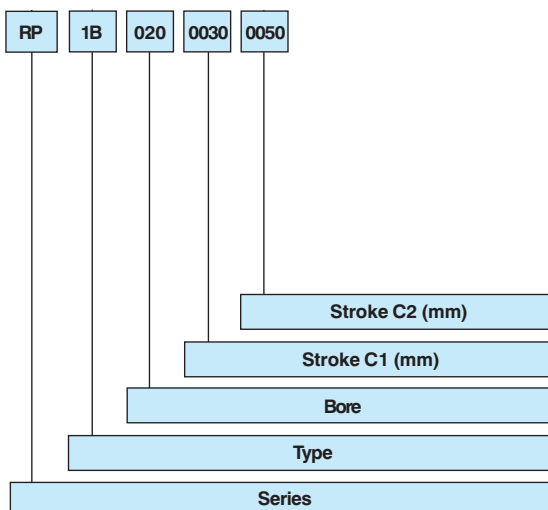 RP 1B 020 0030 0050
Stroke C2 (mm)
Stroke C1 (mm)
Bore
Type
Series